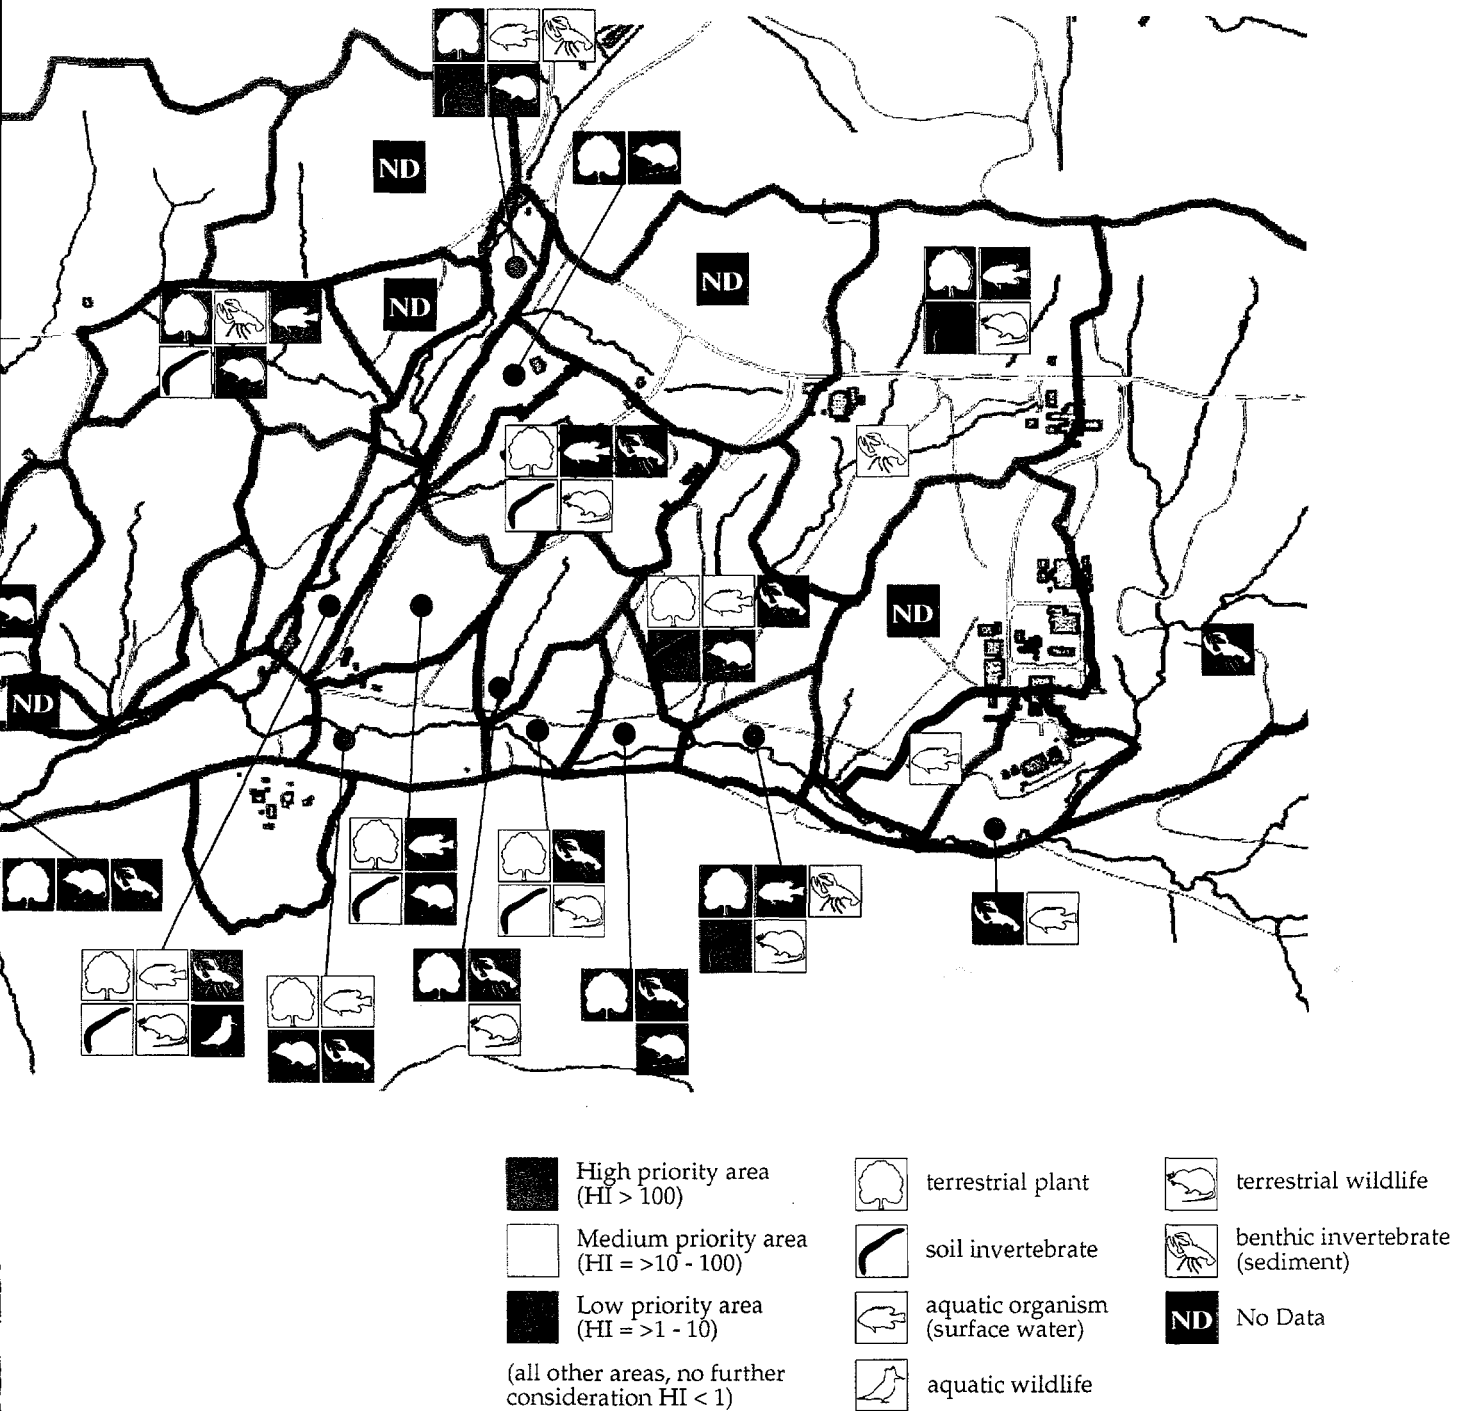 ND
ND
ND
ND
ND
High priority area
(HI > 100)
Medium priority area
(HI = >10 - 100)
Low priority area
(HI = >1 - 10)
(all other areas, no further
consideration HI < 1)
terrestrial plant
soil invertebrate
aquatic organism
(surface water)
aquatic wildlife
terrestrial wildlife
benthic invertebrate
(sediment)
ND No Data